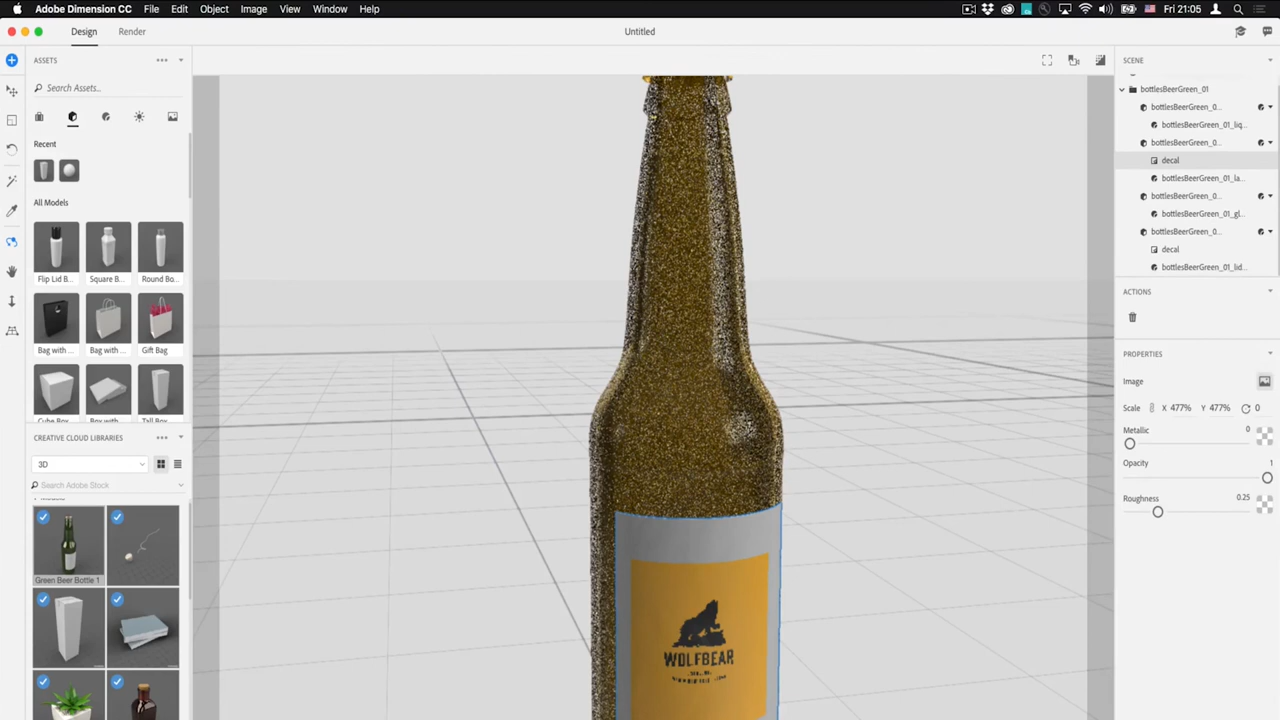 Adobe Dimension CC File Edit Object Image View Window Help
Fri 21:05
Design Render
Untitled
ASSETS
Search Assets...
Recent
All Models
Flip Lid B... Square B... Round Bo...
Bag with ... Bag with ... Gift Bag
CREATIVE CLOUD LIBRARIES
3D
Search Adobe Stock
Green Beer Bottle 1
WOLFBEAR
SCENE
bottlesBeerGreen_01
bottlesBeerGreen_0...
bottlesBeerGreen_01_liq...
bottlesBeerGreen_0...
decal
bottlesBeerGreen_01_la...
bottlesBeerGreen_0...
bottlesBeerGreen_01_gl...
bottlesBeerGreen_0...
decal
bottlesBeerGreen_01_lid...
ACTIONS
PROPERTIES
Image
Scale X 477% Y 477% 0
Metallic 0
Opacity 1
Roughness 0.25